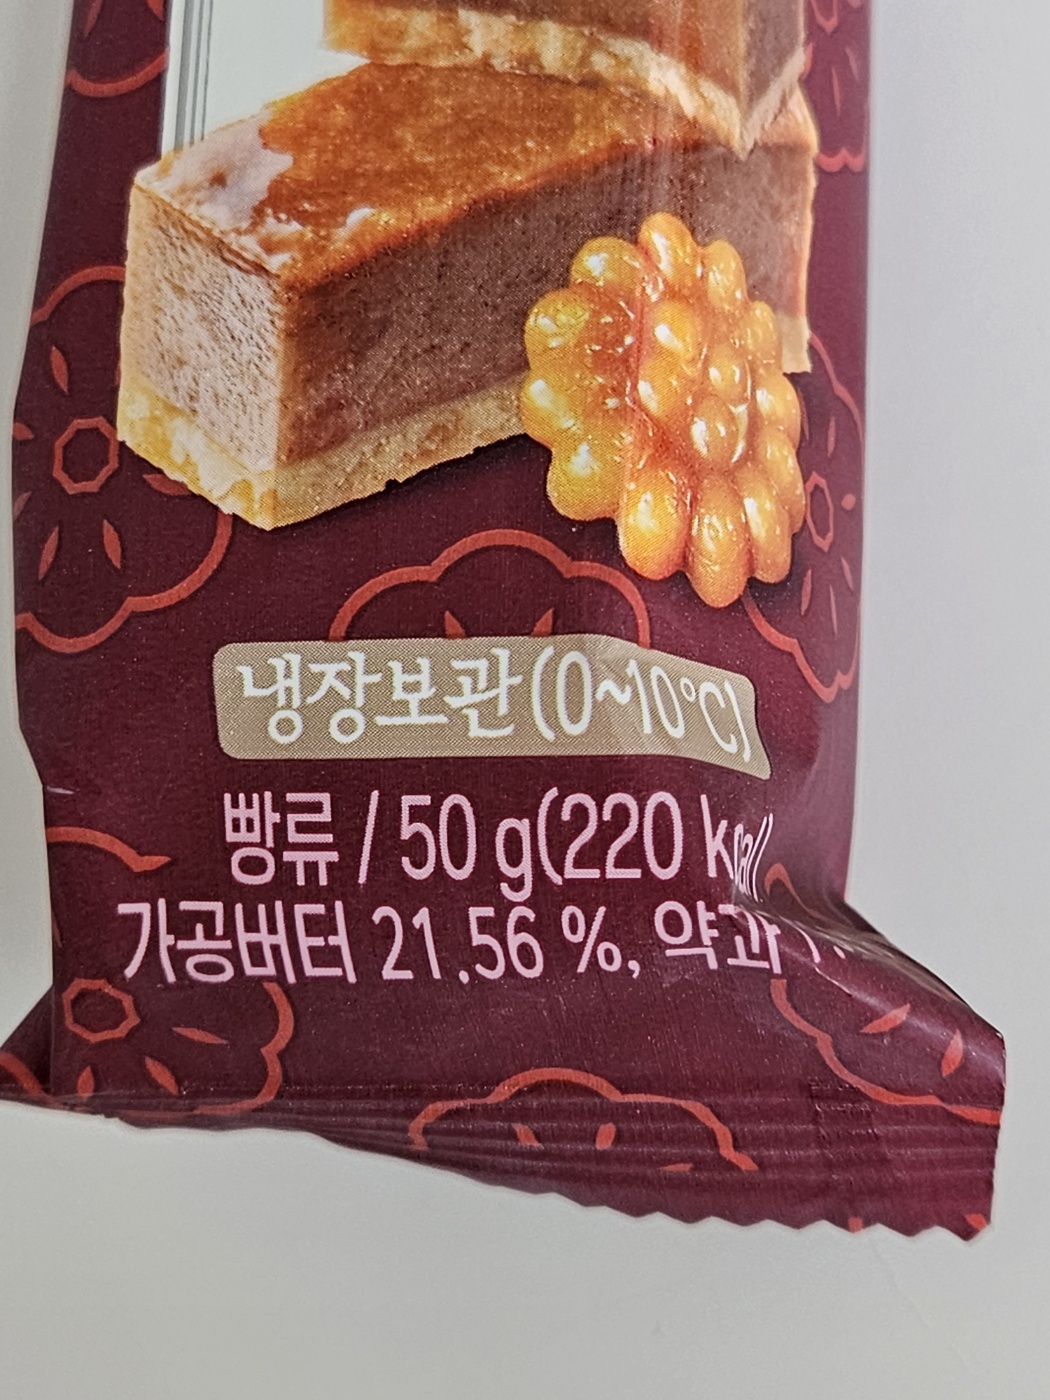 냉장보관(0~10℃)
빵류 / 50 g(220 kcal)
가공버터 21.56 %, 약과